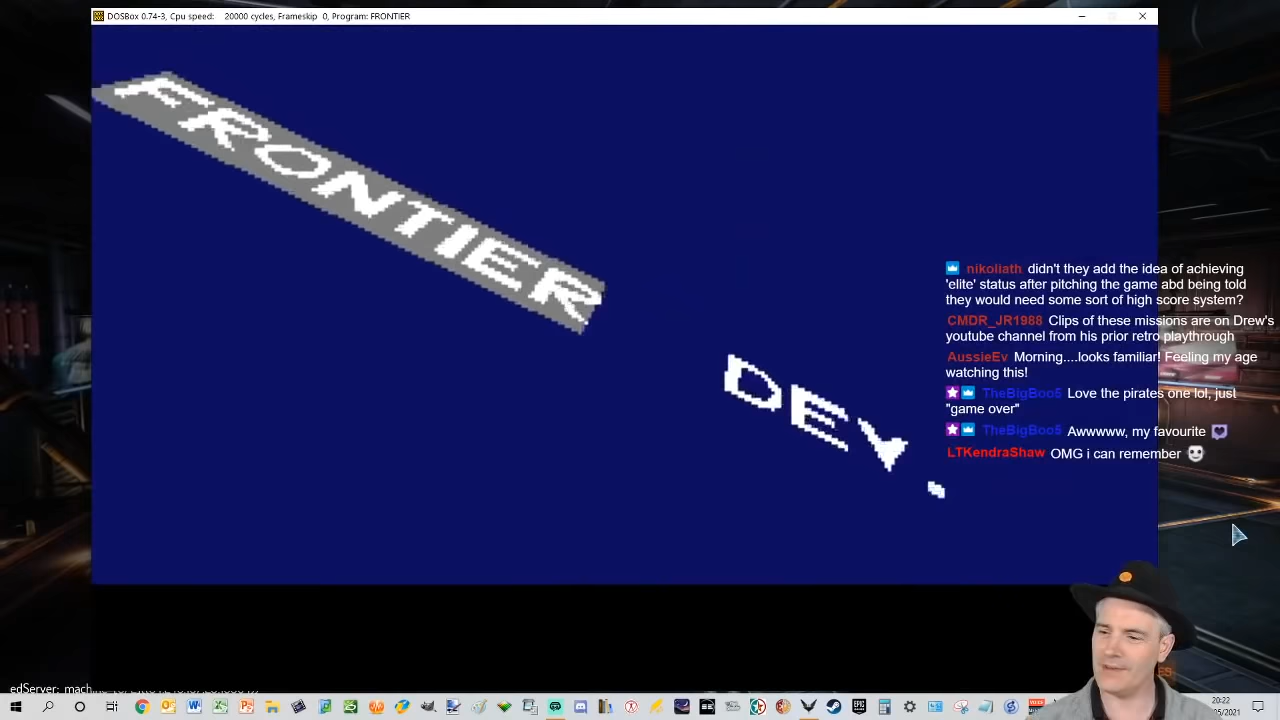 DOSBox 0.74-3, Cpu speed: 20000 cycles, Frameskip 0, Program: FRONTIER
FRONTIER
DEV.
nikoliath didn't they add the idea of achieving
'elite' status after pitching the game abd being told
they would need some sort of high score system?
CMDR_JR1988 Clips of these missions are on Drew's
youtube channel from his prior retro playthrough
AussieEv Morning....looks familiar! Feeling my age
watching this!
TheBigBoo5 Love the pirates one lol, just
"game over"
TheBigBoo5 Awwwww, my favourite
LTKendraShaw OMG i can remember
edServer:
20:22